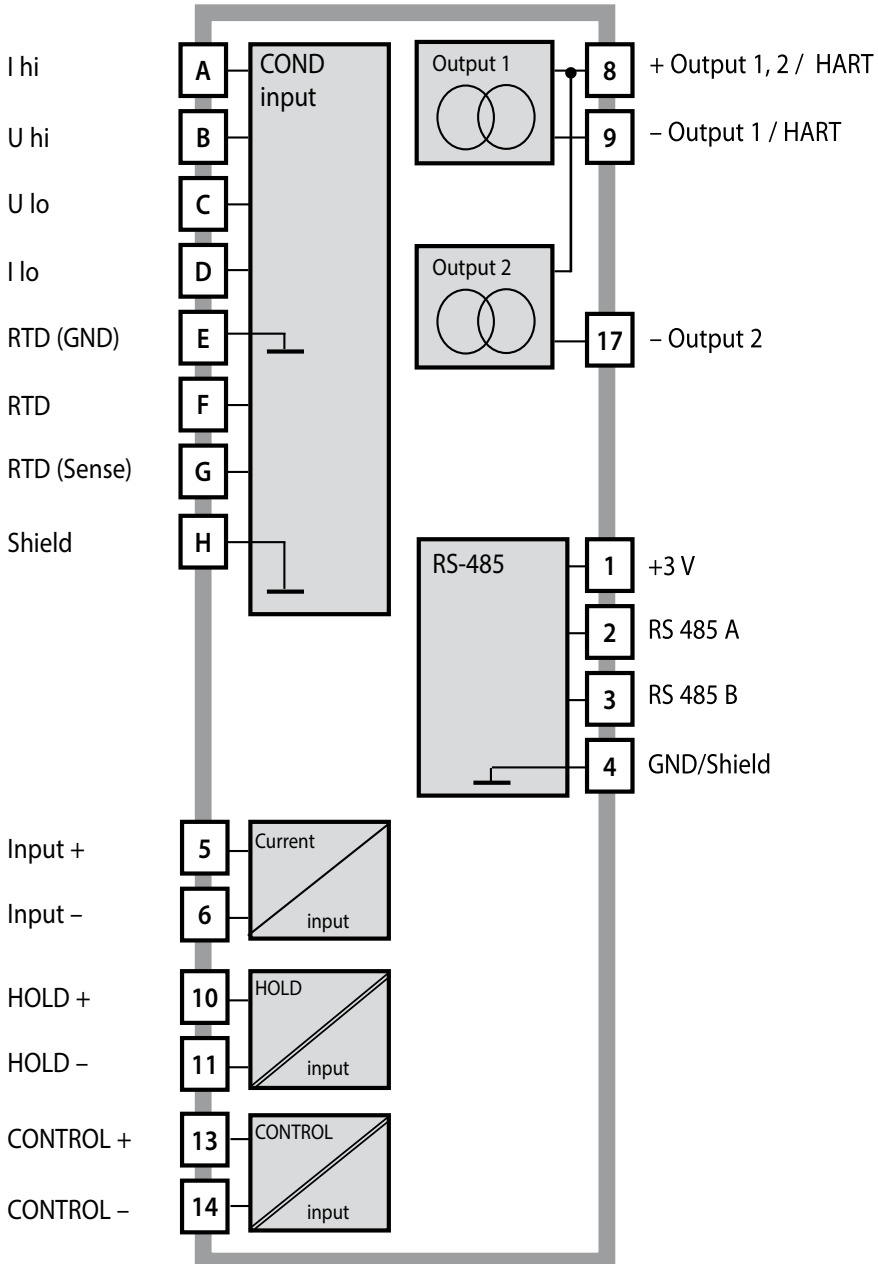 I hi
A
COND
input
U hi
B
U lo
C
I lo
D
RTD (GND)
E
RTD
F
RTD (Sense)
G
Shield
H
Output 1
8
+ Output 1, 2 / HART
9
– Output 1 / HART
Output 2
17
– Output 2
RS-485
1
+3 V
2
RS 485 A
3
RS 485 B
4
GND/Shield
Input +
5
Current
Input –
6
input
HOLD +
10
HOLD
HOLD –
11
input
CONTROL +
13
CONTROL
CONTROL –
14
input